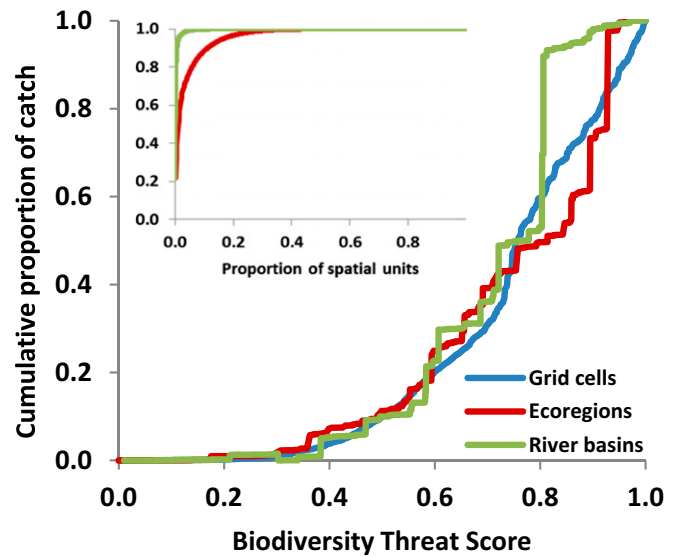 Cumulative proportion of catch
1.0
0.8
0.6
0.4
0.2
0.0
0.0 0.2 0.4 0.6 0.8 1.0
Biodiversity Threat Score
1.0
0.8
0.6
0.4
0.2
0.0
0.0 0.2 0.4 0.6 0.8
Proportion of spatial units
Grid cells
Ecoregions
River basins